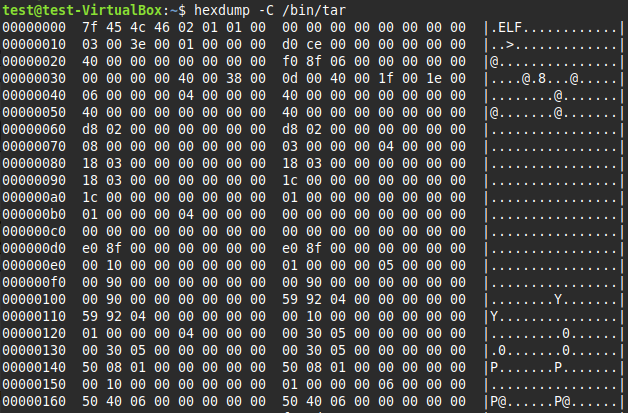 test@test-VirtualBox:~$ hexdump -C /bin/tar
00000000  7f 45 4c 46 02 01 01 00  00 00 00 00 00 00 00 00  |.ELF............|
00000010  03 00 3e 00 01 00 00 00  d0 ce 00 00 00 00 00 00  |..>.............|
00000020  40 00 00 00 00 00 00 00  f0 8f 06 00 00 00 00 00  |@...............|
00000030  00 00 00 00 40 00 38 00  0d 00 40 00 1f 00 1e 00  |....@.8...@.....|
00000040  06 00 00 00 04 00 00 00  40 00 00 00 00 00 00 00  |........@.......|
00000050  40 00 00 00 00 00 00 00  40 00 00 00 00 00 00 00  |@.......@.......|
00000060  d8 02 00 00 00 00 00 00  d8 02 00 00 00 00 00 00  |................|
00000070  08 00 00 00 00 00 00 00  03 00 00 00 04 00 00 00  |................|
00000080  18 03 00 00 00 00 00 00  18 03 00 00 00 00 00 00  |................|
00000090  18 03 00 00 00 00 00 00  1c 00 00 00 00 00 00 00  |................|
000000a0  1c 00 00 00 00 00 00 00  01 00 00 00 00 00 00 00  |................|
000000b0  01 00 00 00 04 00 00 00  00 00 00 00 00 00 00 00  |................|
000000c0  00 00 00 00 00 00 00 00  00 00 00 00 00 00 00 00  |................|
000000d0  e0 8f 00 00 00 00 00 00  e0 8f 00 00 00 00 00 00  |................|
000000e0  00 10 00 00 00 00 00 00  01 00 00 00 05 00 00 00  |................|
000000f0  00 90 00 00 00 00 00 00  00 90 00 00 00 00 00 00  |................|
00000100  00 90 00 00 00 00 00 00  59 92 04 00 00 00 00 00  |........Y.......|
00000110  59 92 04 00 00 00 00 00  00 10 00 00 00 00 00 00  |Y...............|
00000120  01 00 00 00 04 00 00 00  00 30 05 00 00 00 00 00  |.........0......|
00000130  00 30 05 00 00 00 00 00  00 30 05 00 00 00 00 00  |.0.......0......|
00000140  50 08 01 00 00 00 00 00  50 08 01 00 00 00 00 00  |P.......P.......|
00000150  00 10 00 00 00 00 00 00  01 00 00 00 06 00 00 00  |................|
00000160  50 40 06 00 00 00 00 00  50 40 06 00 00 00 00 00  |P@......P@......|